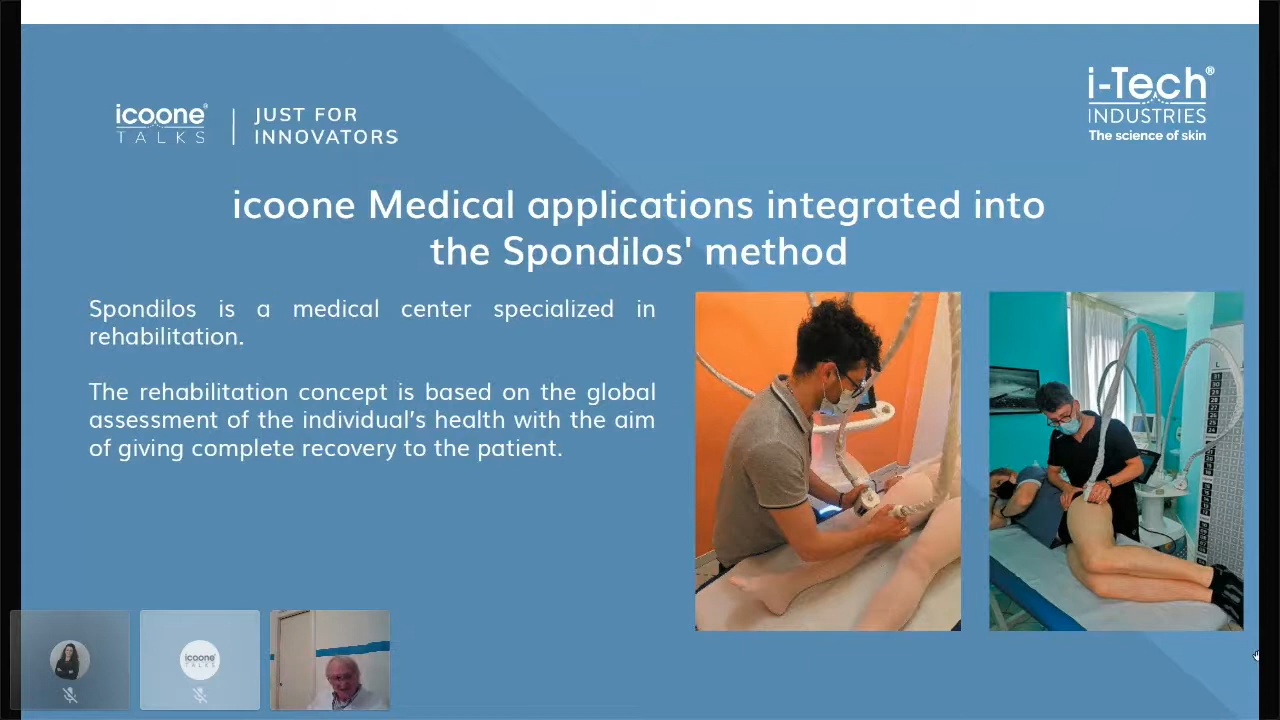 icoone®
TALKS
JUST FOR
INNOVATORS
i-Tech®
INDUSTRIES
The science of skin
icoone Medical applications integrated into
the Spondilos' method
Spondilos is a medical center specialized in
rehabilitation.
The rehabilitation concept is based on the global
assessment of the individual’s health with the aim
of giving complete recovery to the patient.
icoone
TALKS